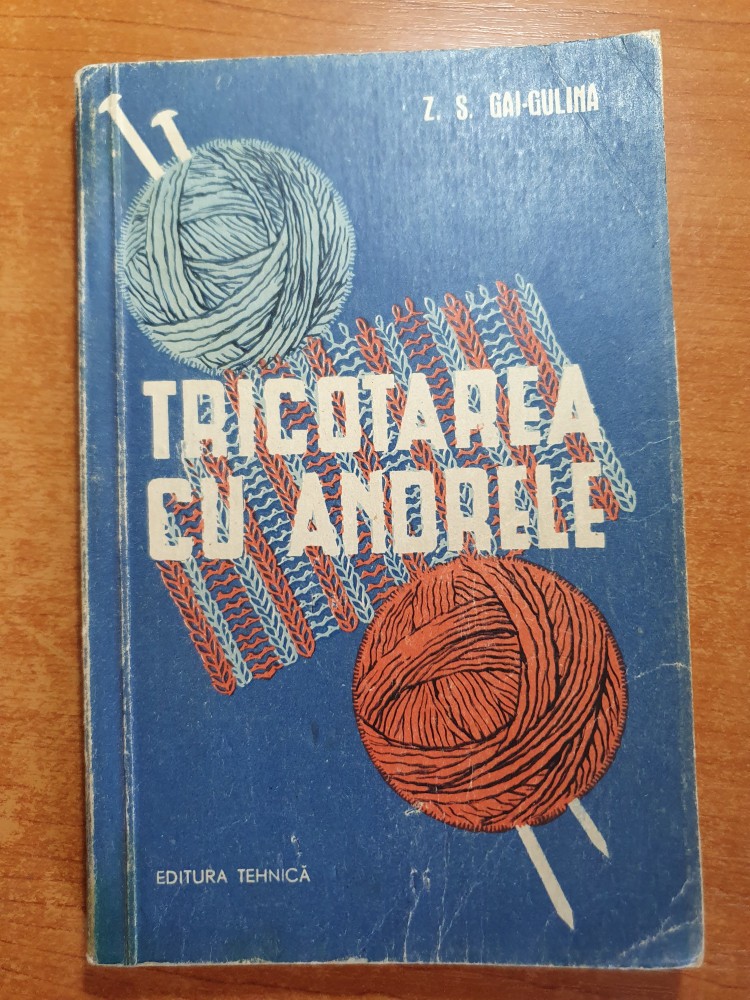 Z. S. GAI-GULINA
TRICOTAREA
CU ANDRELE
EDITURA TEHNICĂ